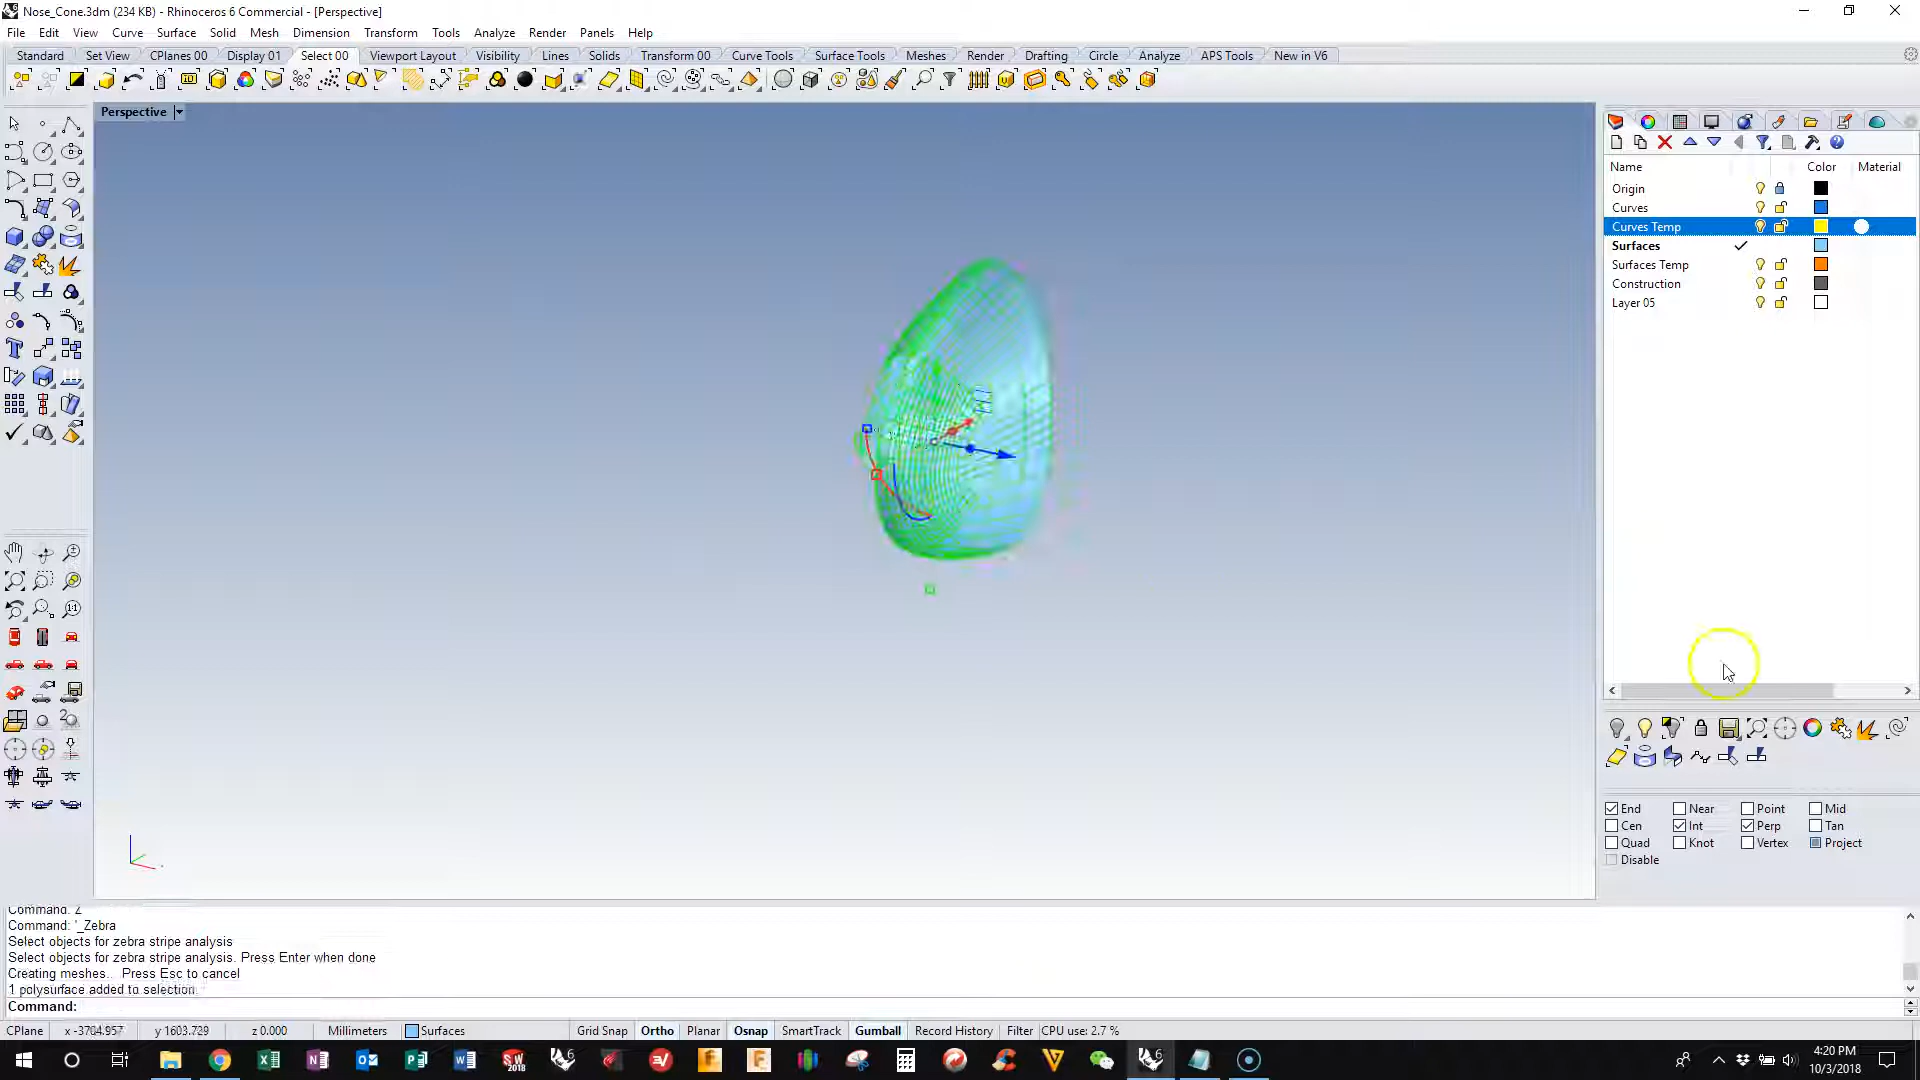 Nose_Cone.3dm (234 KB) - Rhinoceros 6 Commercial - [Perspective]
File Edit View Curve Surface Solid Mesh Dimension Transform Tools Analyze Render Panels Help
Standard Set View CPlanes 00 Display 01 Select 00 Viewport Layout Visibility Lines Solids Transform 00 Curve Tools Surface Tools Meshes Render Drafting Circle Analyze APS Tools New in V6
Perspective
Name Color Material
Origin
Curves
Curves Temp
Surfaces
Surfaces Temp
Construction
Layer 05
End Near Point Mid
Cen Int Perp Tan
Quad Knot Vertex Project
Disable
Command: Z
Command: '_Zebra
Select objects for zebra stripe analysis
Select objects for zebra stripe analysis. Press Enter when done
Creating meshes... Press Esc to cancel
1 polysurface added to selection.
Command:
CPlane x -3704.957 y 1603.729 z 0.000 Millimeters Surfaces Grid Snap Ortho Planar Osnap SmartTrack Gumball Record History Filter CPU use: 2.7 %
4:20 PM
10/3/2018